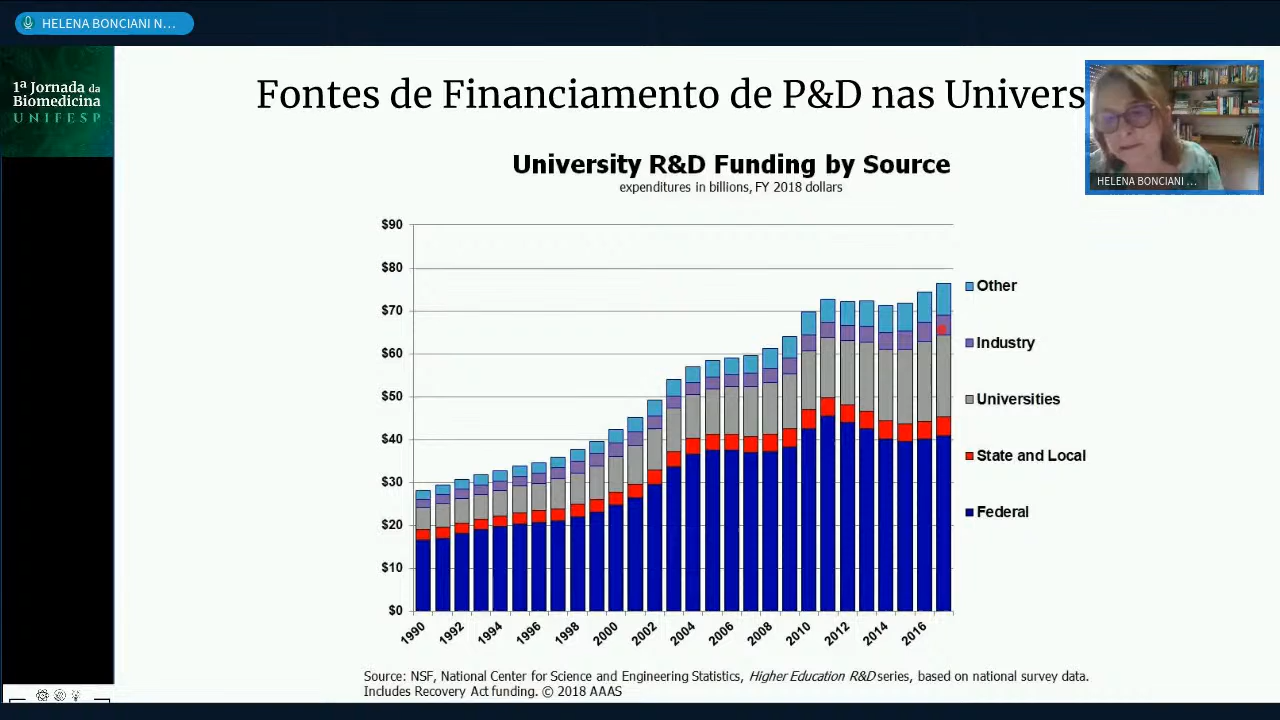 HELENA BONCIANI N...
1ª Jornada da
Biomedicina
UNIFESP
Fontes de Financiamento de P&D nas Univers
HELENA BONCIANI ...
University R&D Funding by Source
expenditures in billions, FY 2018 dollars
$90
$80
$70
$60
$50
$40
$30
$20
$10
$0
1990
1992
1994
1996
1998
2000
2002
2004
2006
2008
2010
2012
2014
2016
Other
Industry
Universities
State and Local
Federal
Source: NSF, National Center for Science and Engineering Statistics, Higher Education R&D series, based on national survey data.
Includes Recovery Act funding. © 2018 AAAS